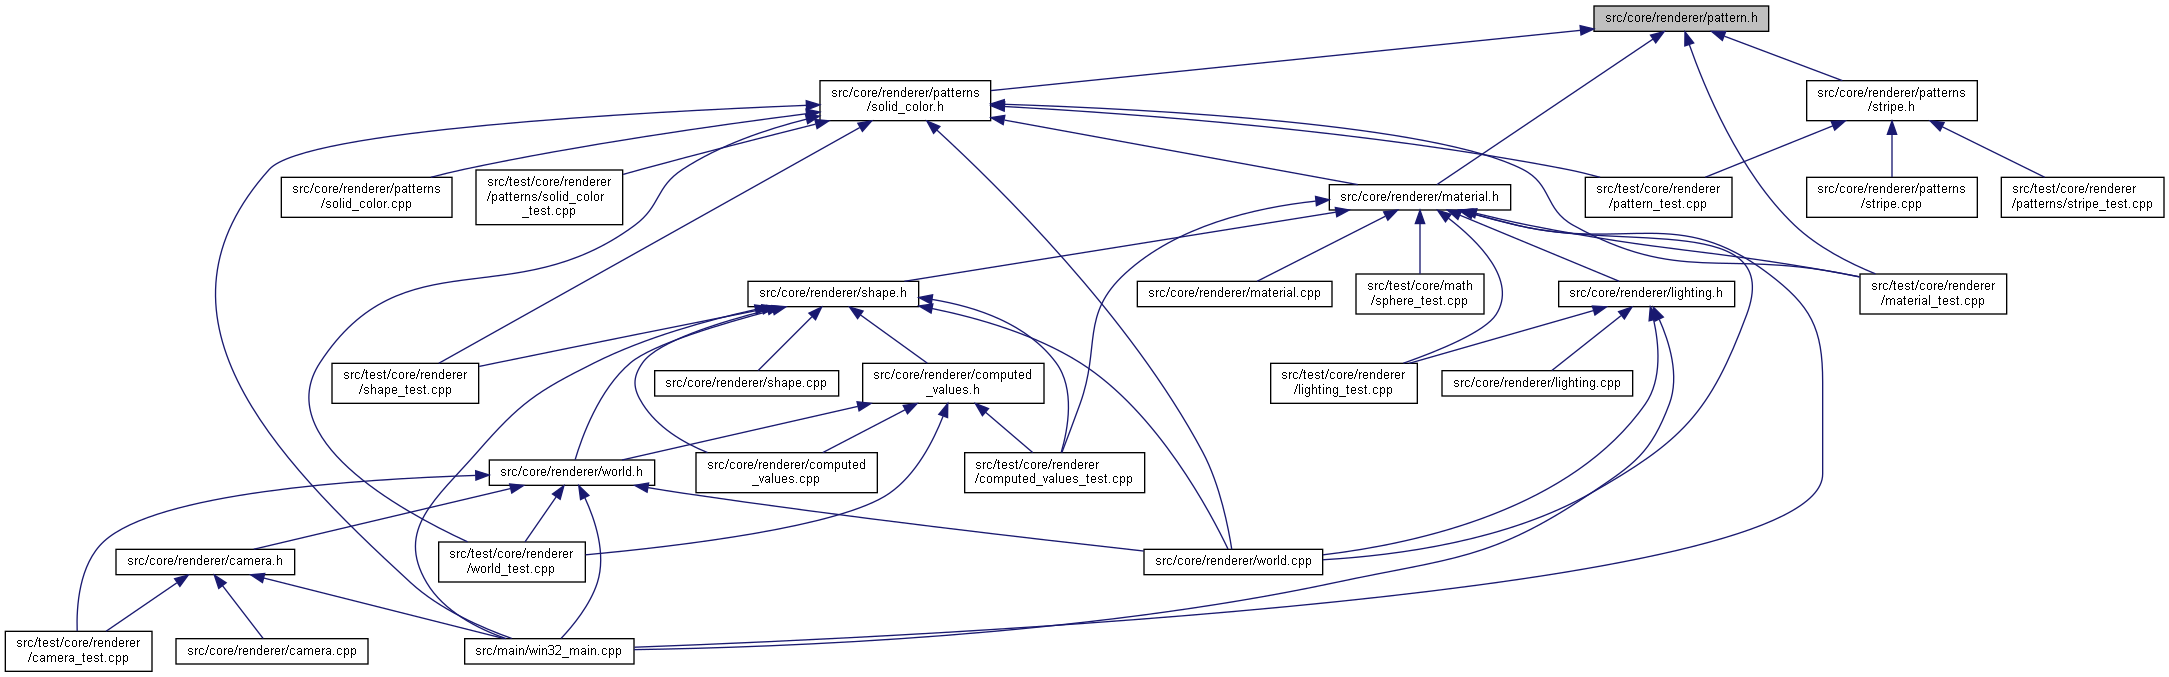 src/core/renderer/pattern.h
src/core/renderer/patterns
/solid_color.h
src/core/renderer/patterns
/stripe.h
src/core/renderer/patterns
/solid_color.cpp
src/test/core/renderer
/patterns/solid_color
_test.cpp
src/core/renderer/material.h
src/test/core/renderer
/pattern_test.cpp
src/core/renderer/patterns
/stripe.cpp
src/test/core/renderer
/patterns/stripe_test.cpp
src/core/renderer/shape.h
src/core/renderer/material.cpp
src/test/core/math
/sphere_test.cpp
src/core/renderer/lighting.h
src/test/core/renderer
/material_test.cpp
src/test/core/renderer
/shape_test.cpp
src/core/renderer/shape.cpp
src/core/renderer/computed
_values.h
src/test/core/renderer
/lighting_test.cpp
src/core/renderer/lighting.cpp
src/core/renderer/world.h
src/core/renderer/computed
_values.cpp
src/test/core/renderer
/computed_values_test.cpp
src/core/renderer/camera.h
src/test/core/renderer
/world_test.cpp
src/core/renderer/world.cpp
src/test/core/renderer
/camera_test.cpp
src/core/renderer/camera.cpp
src/main/win32_main.cpp